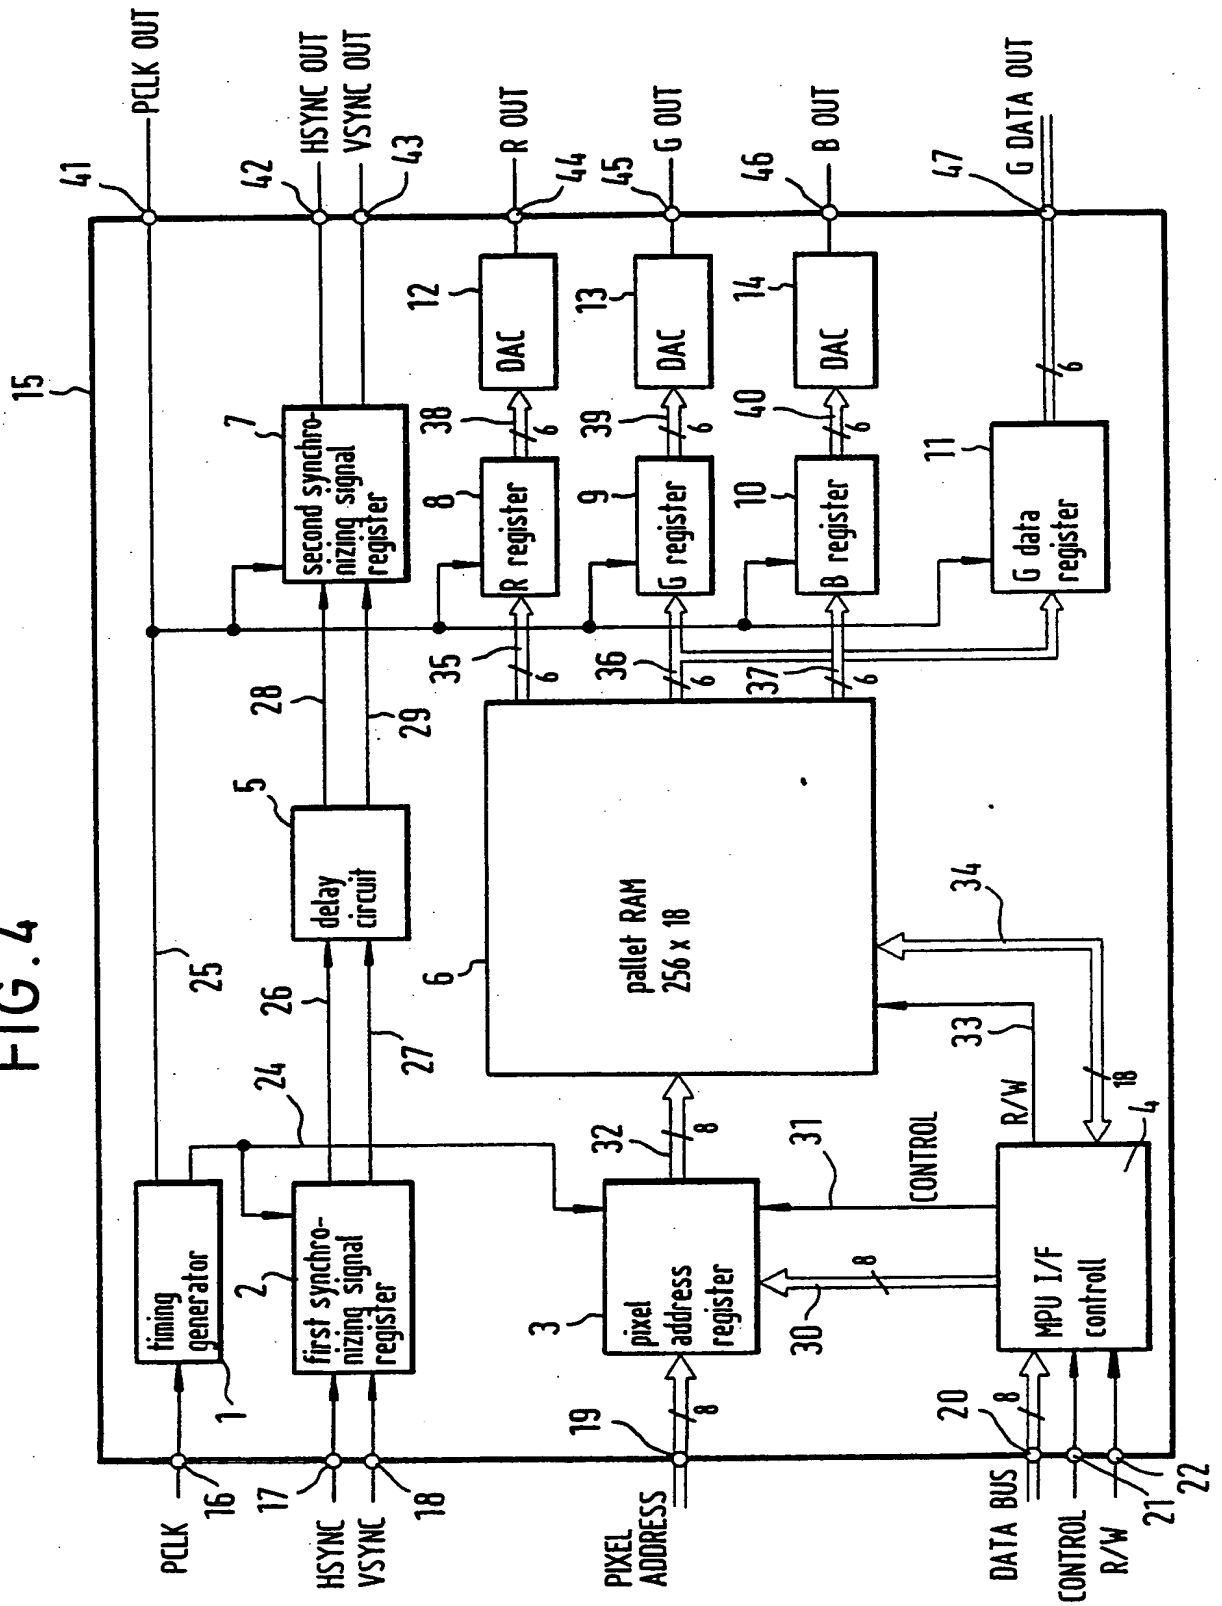 FIG. 4
15
PCLK
16
1
timing
generator
25
41
PCLK OUT
HSYNC
VSYNC
17
18
2
first synchro-
nizing signal
register
24
26
27
5
delay
circuit
28
29
7
second synchro-
nizing signal
register
42
43
HSYNC OUT
VSYNC OUT
PIXEL
ADDRESS
19
8
3
pixel
address
register
32
8
6
pallet RAM
256 x 18
35
6
8
R register
38
6
12
DAC
44
R OUT
36
6
9
G register
39
6
13
DAC
45
G OUT
37
6
10
B register
40
6
14
DAC
46
B OUT
30
8
31
CONTROL
DATA BUS
CONTROL
R/W
20
21
22
8
MPU I/F
controll
4
R/W
33
34
18
11
G data
register
6
47
G DATA OUT